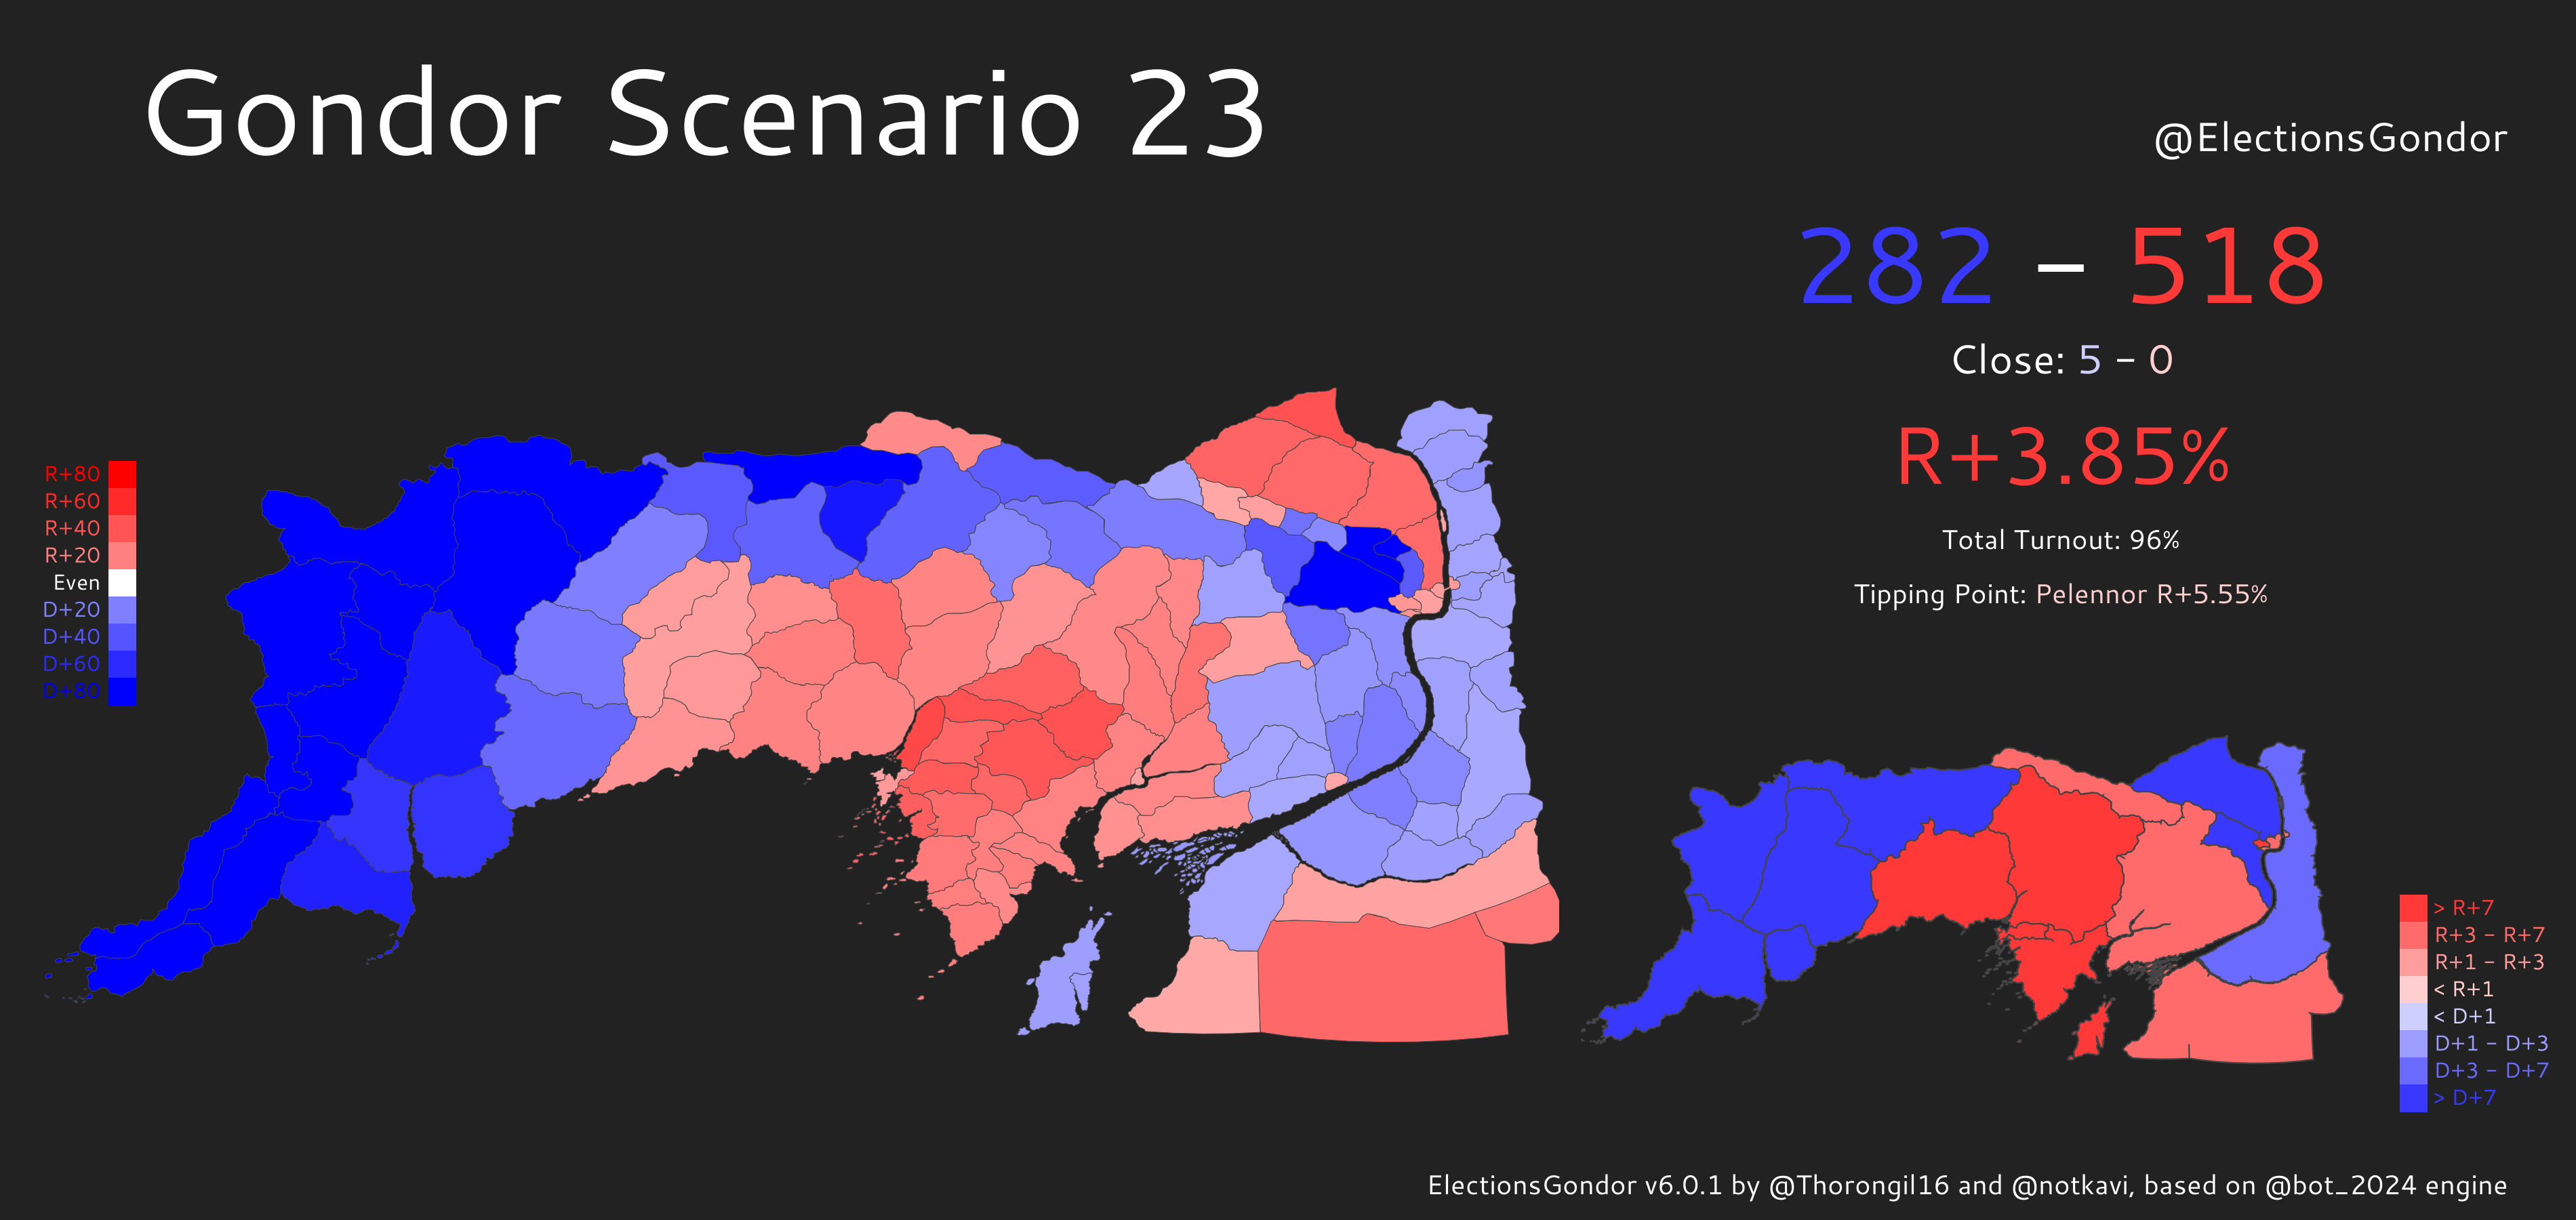 Gondor Scenario 23
@ElectionsGondor
282 – 518
Close: 5 – 0
R+3.85%
Total Turnout: 96%
Tipping Point: Pelennor R+5.55%
R+80
R+60
R+40
R+20
Even
D+20
D+40
D+60
D+80
> R+7
R+3 – R+7
R+1 – R+3
< R+1
< D+1
D+1 – D+3
D+3 – D+7
> D+7
ElectionsGondor v6.0.1 by @Thorongil16 and @notkavi, based on @bot_2024 engine